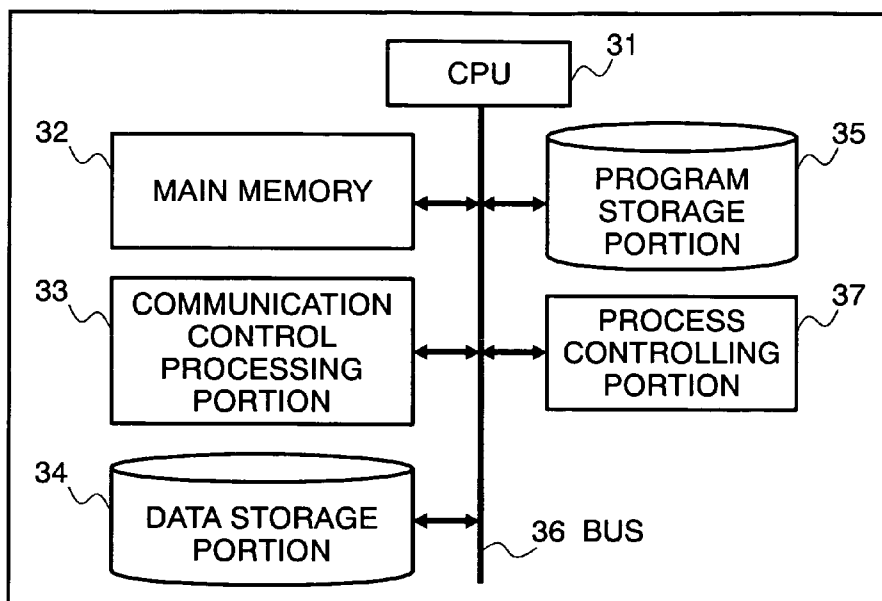 31
CPU
32
MAIN MEMORY
35
PROGRAM
STORAGE
PORTION
33
COMMUNICATION
CONTROL
PROCESSING
PORTION
37
PROCESS
CONTROLLING
PORTION
34
DATA STORAGE
PORTION
36 BUS